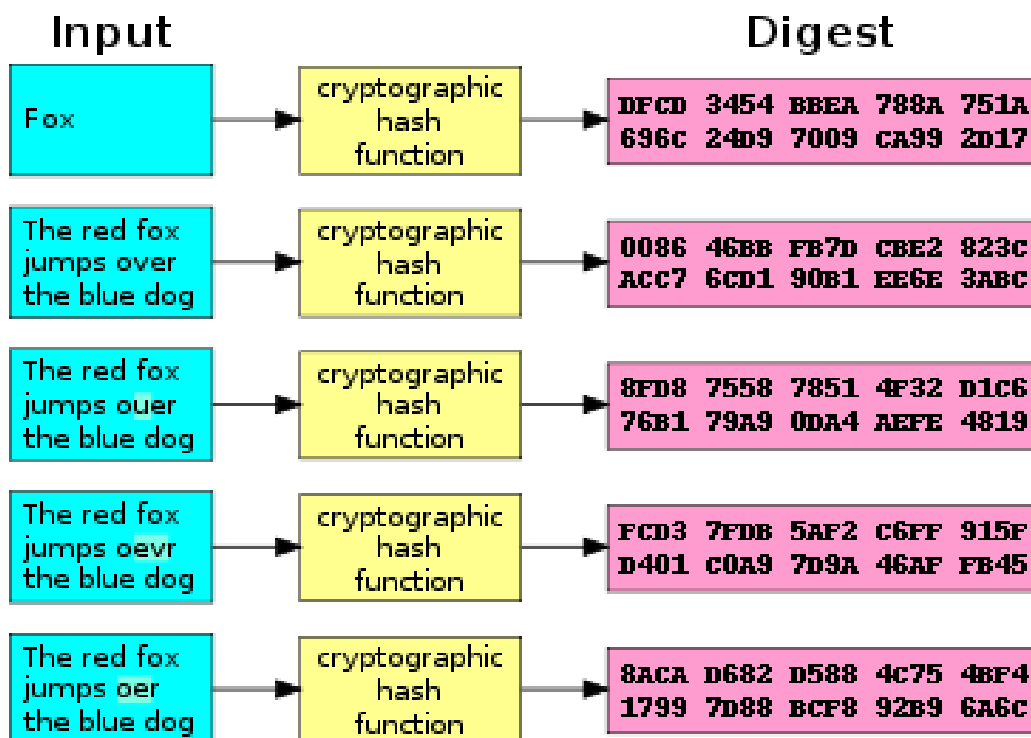 Input
Digest
Fox
cryptographic
hash
function
DFCD 3454 BBEA 788A 751A
696C 24D9 7009 CA99 2D17
The red fox
jumps over
the blue dog
cryptographic
hash
function
0086 46BB FB7D CBE2 823C
ACC7 6CD1 90B1 EE6E 3ABC
The red fox
jumps ouer
the blue dog
cryptographic
hash
function
8FD8 7558 7851 4F32 D1C6
76B1 79A9 0DA4 AEFE 4819
The red fox
jumps oevr
the blue dog
cryptographic
hash
function
FCD3 7FDB 5AF2 C6FF 915F
D401 C0A9 7D9A 46AF FB45
The red fox
jumps oer
the blue dog
cryptographic
hash
function
8ACA D682 D588 4C75 4BF4
1799 7D88 BCF8 92B9 6A6C